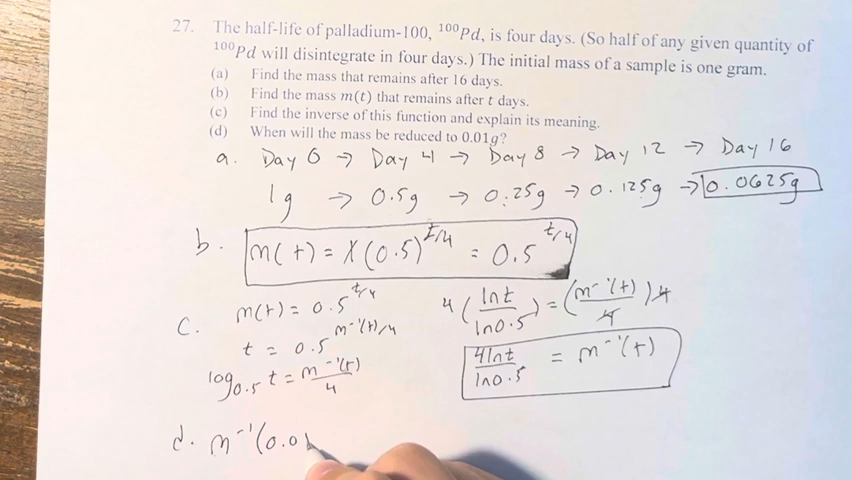 27. The half-life of palladium-100, ¹⁰⁰Pd, is four days. (So half of any given quantity of
¹⁰⁰Pd will disintegrate in four days.) The initial mass of a sample is one gram.
(a) Find the mass that remains after 16 days.
(b) Find the mass m(t) that remains after t days.
(c) Find the inverse of this function and explain its meaning.
(d) When will the mass be reduced to 0.01g?
a. Day 0 → Day 4 → Day 8 → Day 12 → Day 16
1g → 0.5g → 0.25g → 0.125g → 0.0625g
b. m(t) = 1(0.5)^(t/4) = 0.5^(t/4)
c. m(t) = 0.5^(t/4)
t = 0.5^(m⁻¹(t)/4)
log_0.5 t = m⁻¹(t)/4
4(ln t/ln 0.5) = (m⁻¹(t)/4)4
4 ln t/ln 0.5 = m⁻¹(t)
d. m⁻¹(0.0